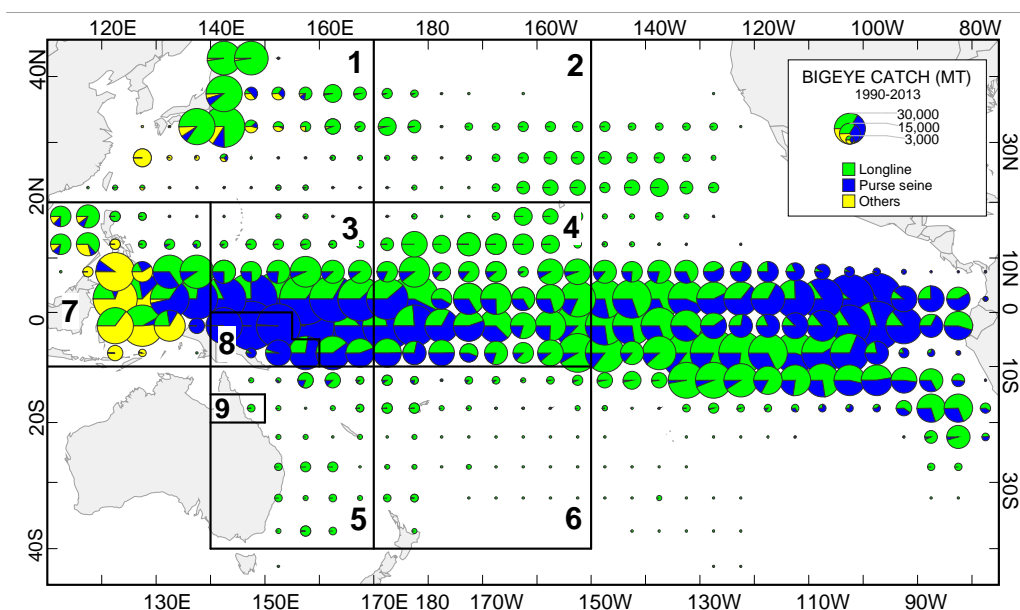 120E 140E 160E 180 160W 140W 120W 100W 80W
BIGEYE CATCH (MT)
1990-2013
30,000
15,000
3,000
Longline
Purse seine
Others
1
2
3
4
7
8
9
5
6
40N
20N
10N
0
20S
40S
30N
10N
0
10S
30S
130E 150E 170E 180 170W 150W 130W 110W 90W